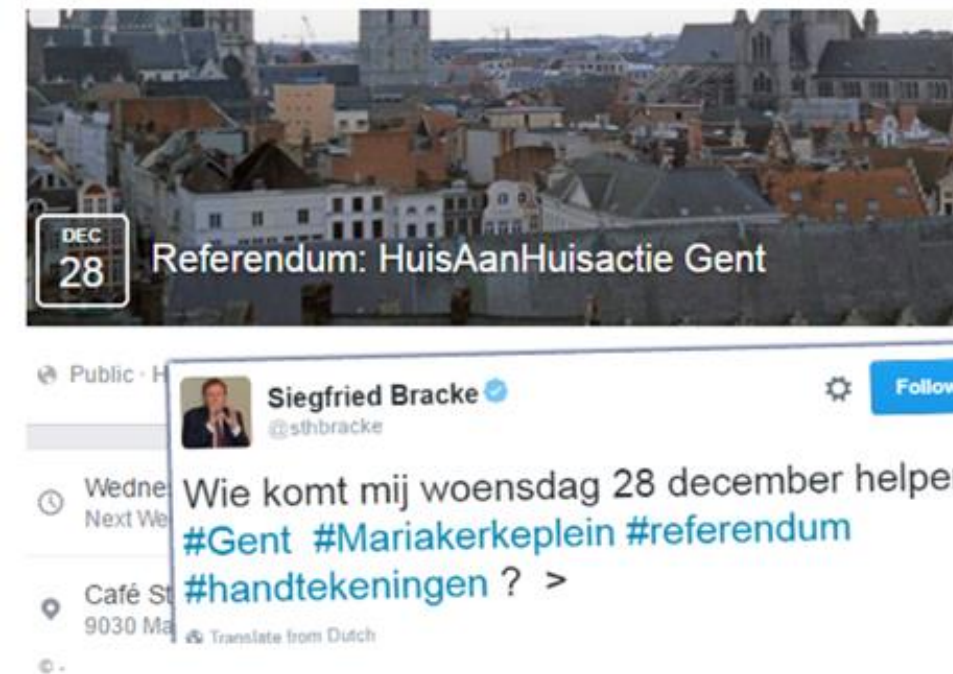 DEC
28
Referendum: HuisAanHuisactie Gent
Public · H
Siegfried Bracke
@sthbracke
Follow
Wedne
Next We
Wie komt mij woensdag 28 december helpe
#Gent #Mariakerkeplein #referendum
#handtekeningen ? >
Café St
9030 Ma
Translate from Dutch
© -